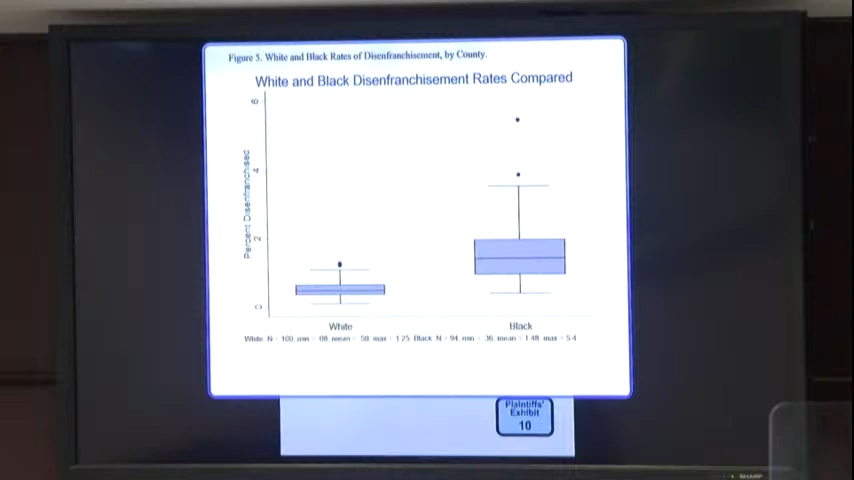 Figure 5. White and Black Rates of Disenfranchisement, by County.
White and Black Disenfranchisement Rates Compared
Percent Disenfranchised
6
4
2
0
White Black
White N = 100, min = .08, mean = .50, max = 1.25 Black N = 94, min = .36, mean = 1.48 max = 5.4
Plaintiffs'
Exhibit
10
SHARP